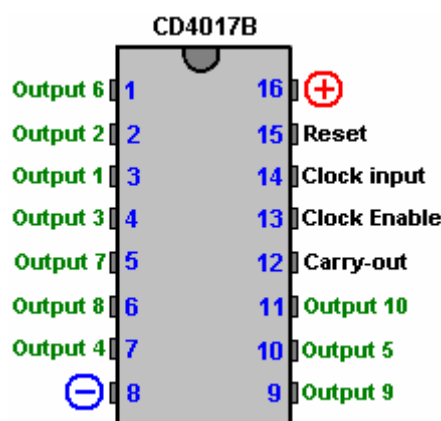 CD4017B
Output 6 1 16 +
Output 2 2 15 Reset
Output 1 3 14 Clock input
Output 3 4 13 Clock Enable
Output 7 5 12 Carry-out
Output 8 6 11 Output 10
Output 4 7 10 Output 5
− 8 9 Output 9